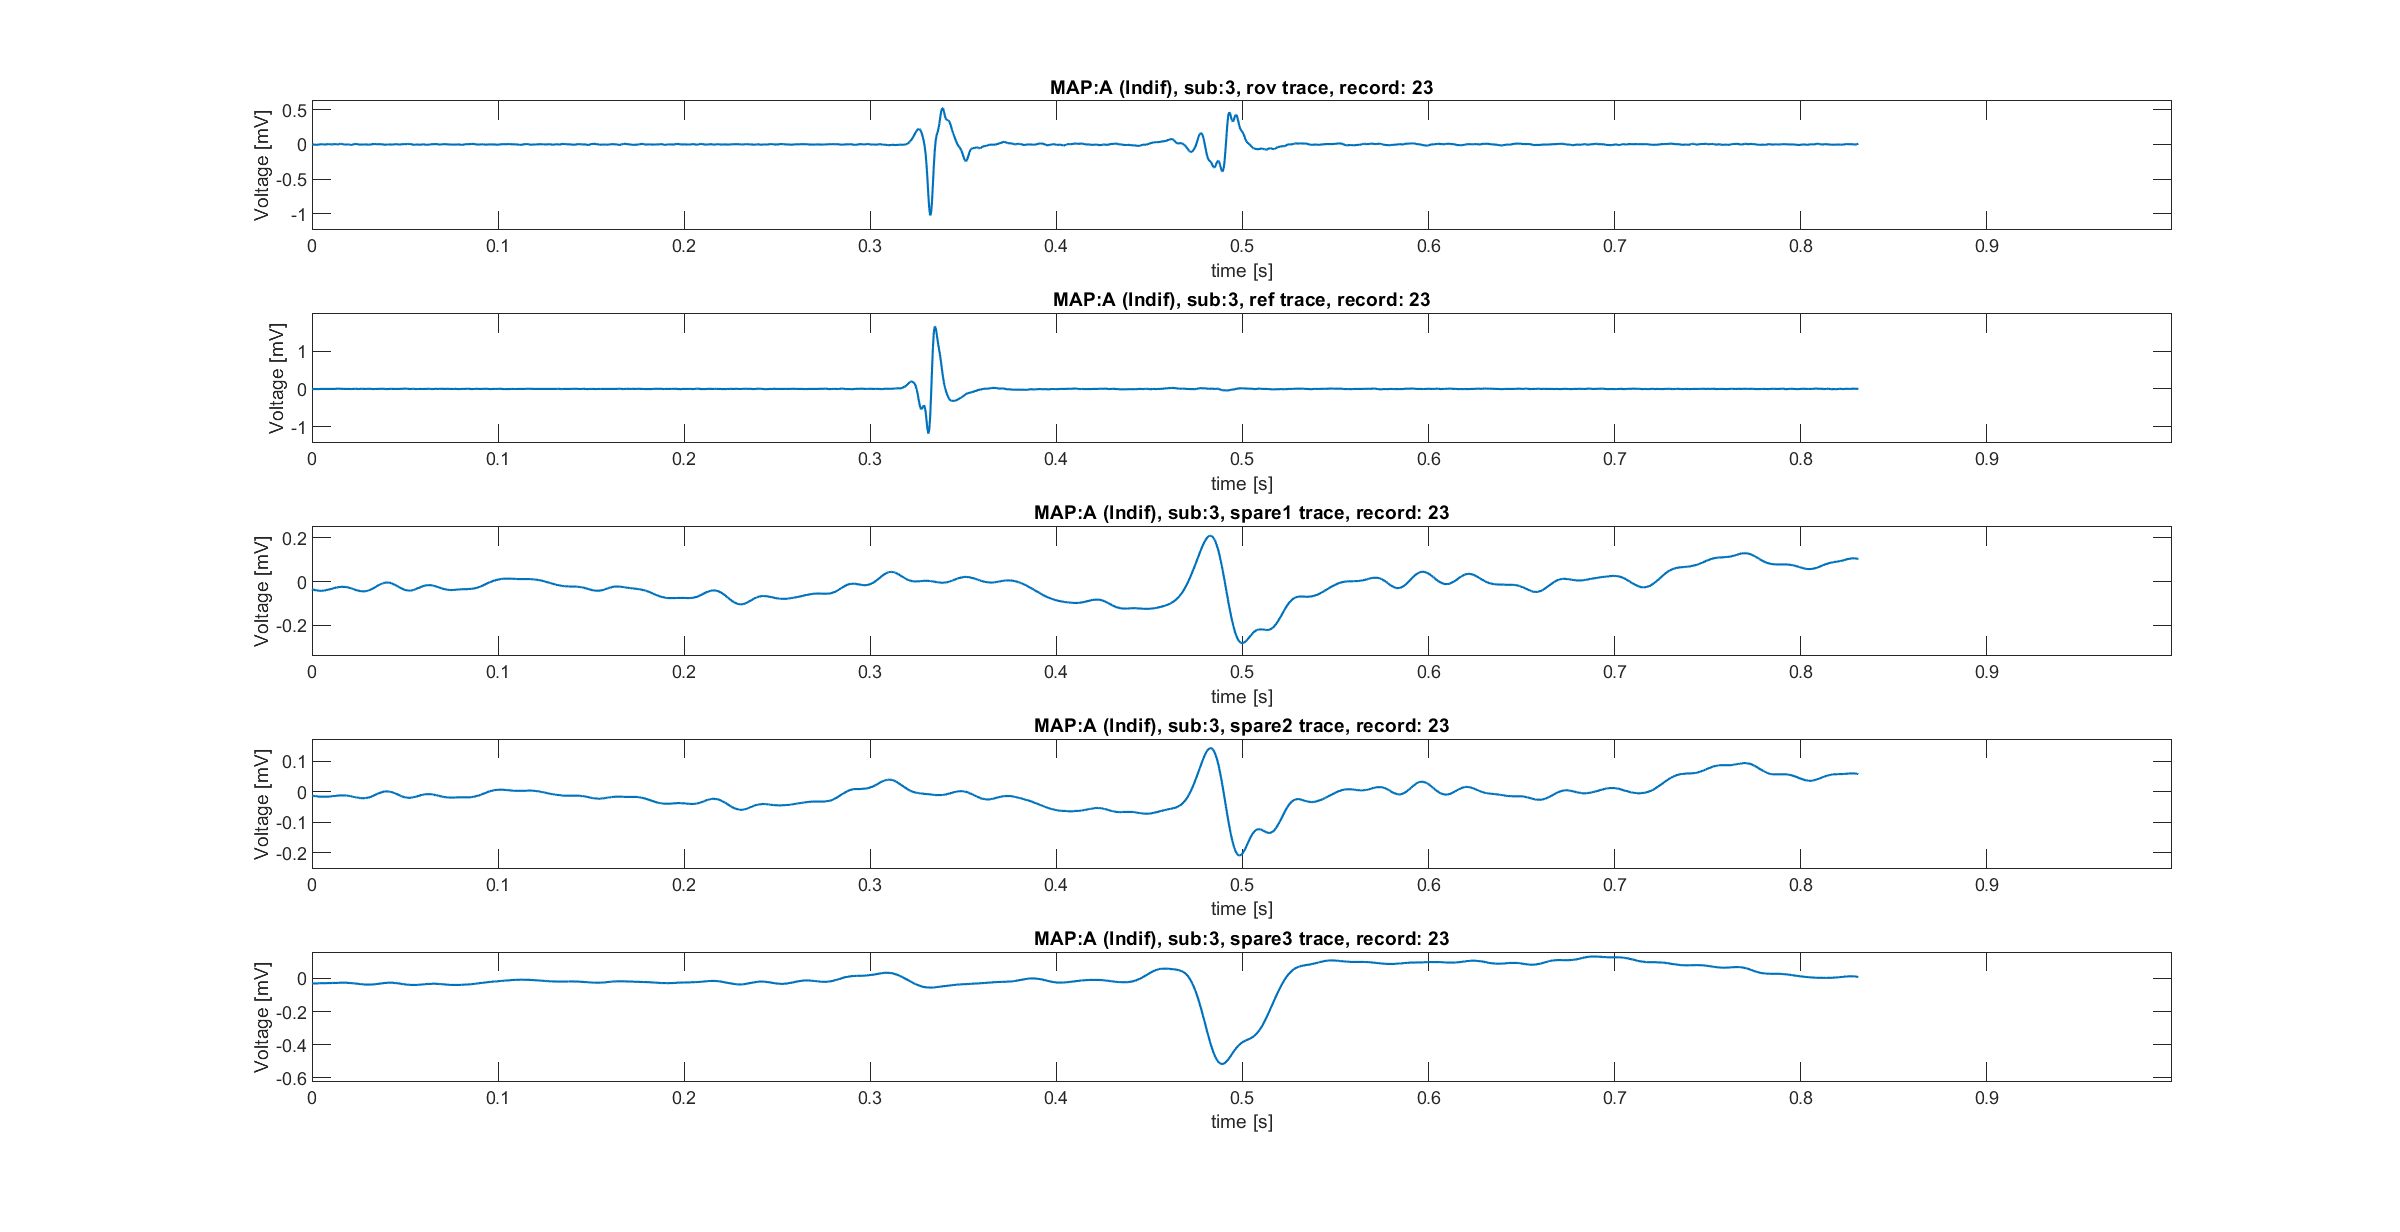 MAP:A (Indif), sub:3, rov trace, record: 23
Voltage [mV]
0.5
0
-0.5
-1
0 0.1 0.2 0.3 0.4 0.5 0.6 0.7 0.8 0.9
time [s]
MAP:A (Indif), sub:3, ref trace, record: 23
Voltage [mV]
1
0
-1
0 0.1 0.2 0.3 0.4 0.5 0.6 0.7 0.8 0.9
time [s]
MAP:A (Indif), sub:3, spare1 trace, record: 23
Voltage [mV]
0.2
0
-0.2
0 0.1 0.2 0.3 0.4 0.5 0.6 0.7 0.8 0.9
time [s]
MAP:A (Indif), sub:3, spare2 trace, record: 23
Voltage [mV]
0.1
0
-0.1
-0.2
0 0.1 0.2 0.3 0.4 0.5 0.6 0.7 0.8 0.9
time [s]
MAP:A (Indif), sub:3, spare3 trace, record: 23
Voltage [mV]
0
-0.2
-0.4
-0.6
0 0.1 0.2 0.3 0.4 0.5 0.6 0.7 0.8 0.9
time [s]